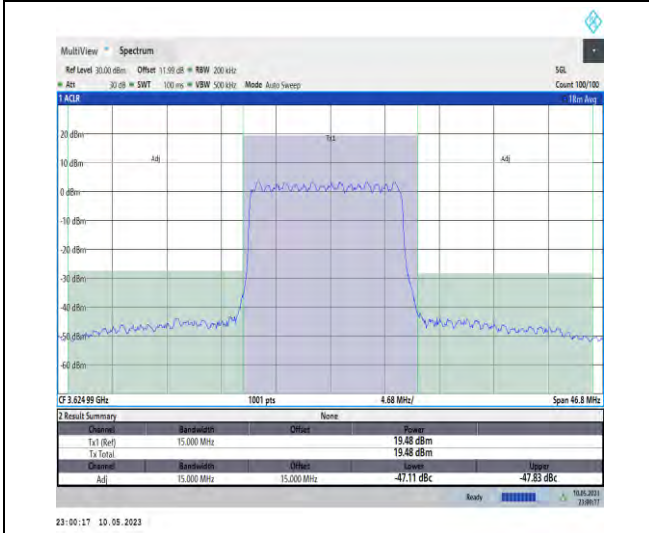 MultiView Spectrum
Ref Level 30.00 dBm Offset 11.99 dB RBW 200 kHz SGL
Att 30 dB SWT 100 ms VBW 500 kHz Mode Auto Sweep Count 100/100
1 ACLR 1Rm Avg
Tx1
20 dBm
Adj Adj
10 dBm
0 dBm
-10 dBm
-20 dBm
-30 dBm
-40 dBm
-50 dBm
-60 dBm
CF 3.624 99 GHz 1001 pts 4.68 MHz/ Span 46.8 MHz
2 Result Summary None
Channel Bandwidth Offset Power
Tx1 (Ref) 15.000 MHz 19.48 dBm
Tx Total 19.48 dBm
Channel Bandwidth Offset Lower Upper
Adj 15.000 MHz 15.000 MHz -47.11 dBc -47.83 dBc
Ready 10.05.2023
23:00:17
23:00:17 10.05.2023